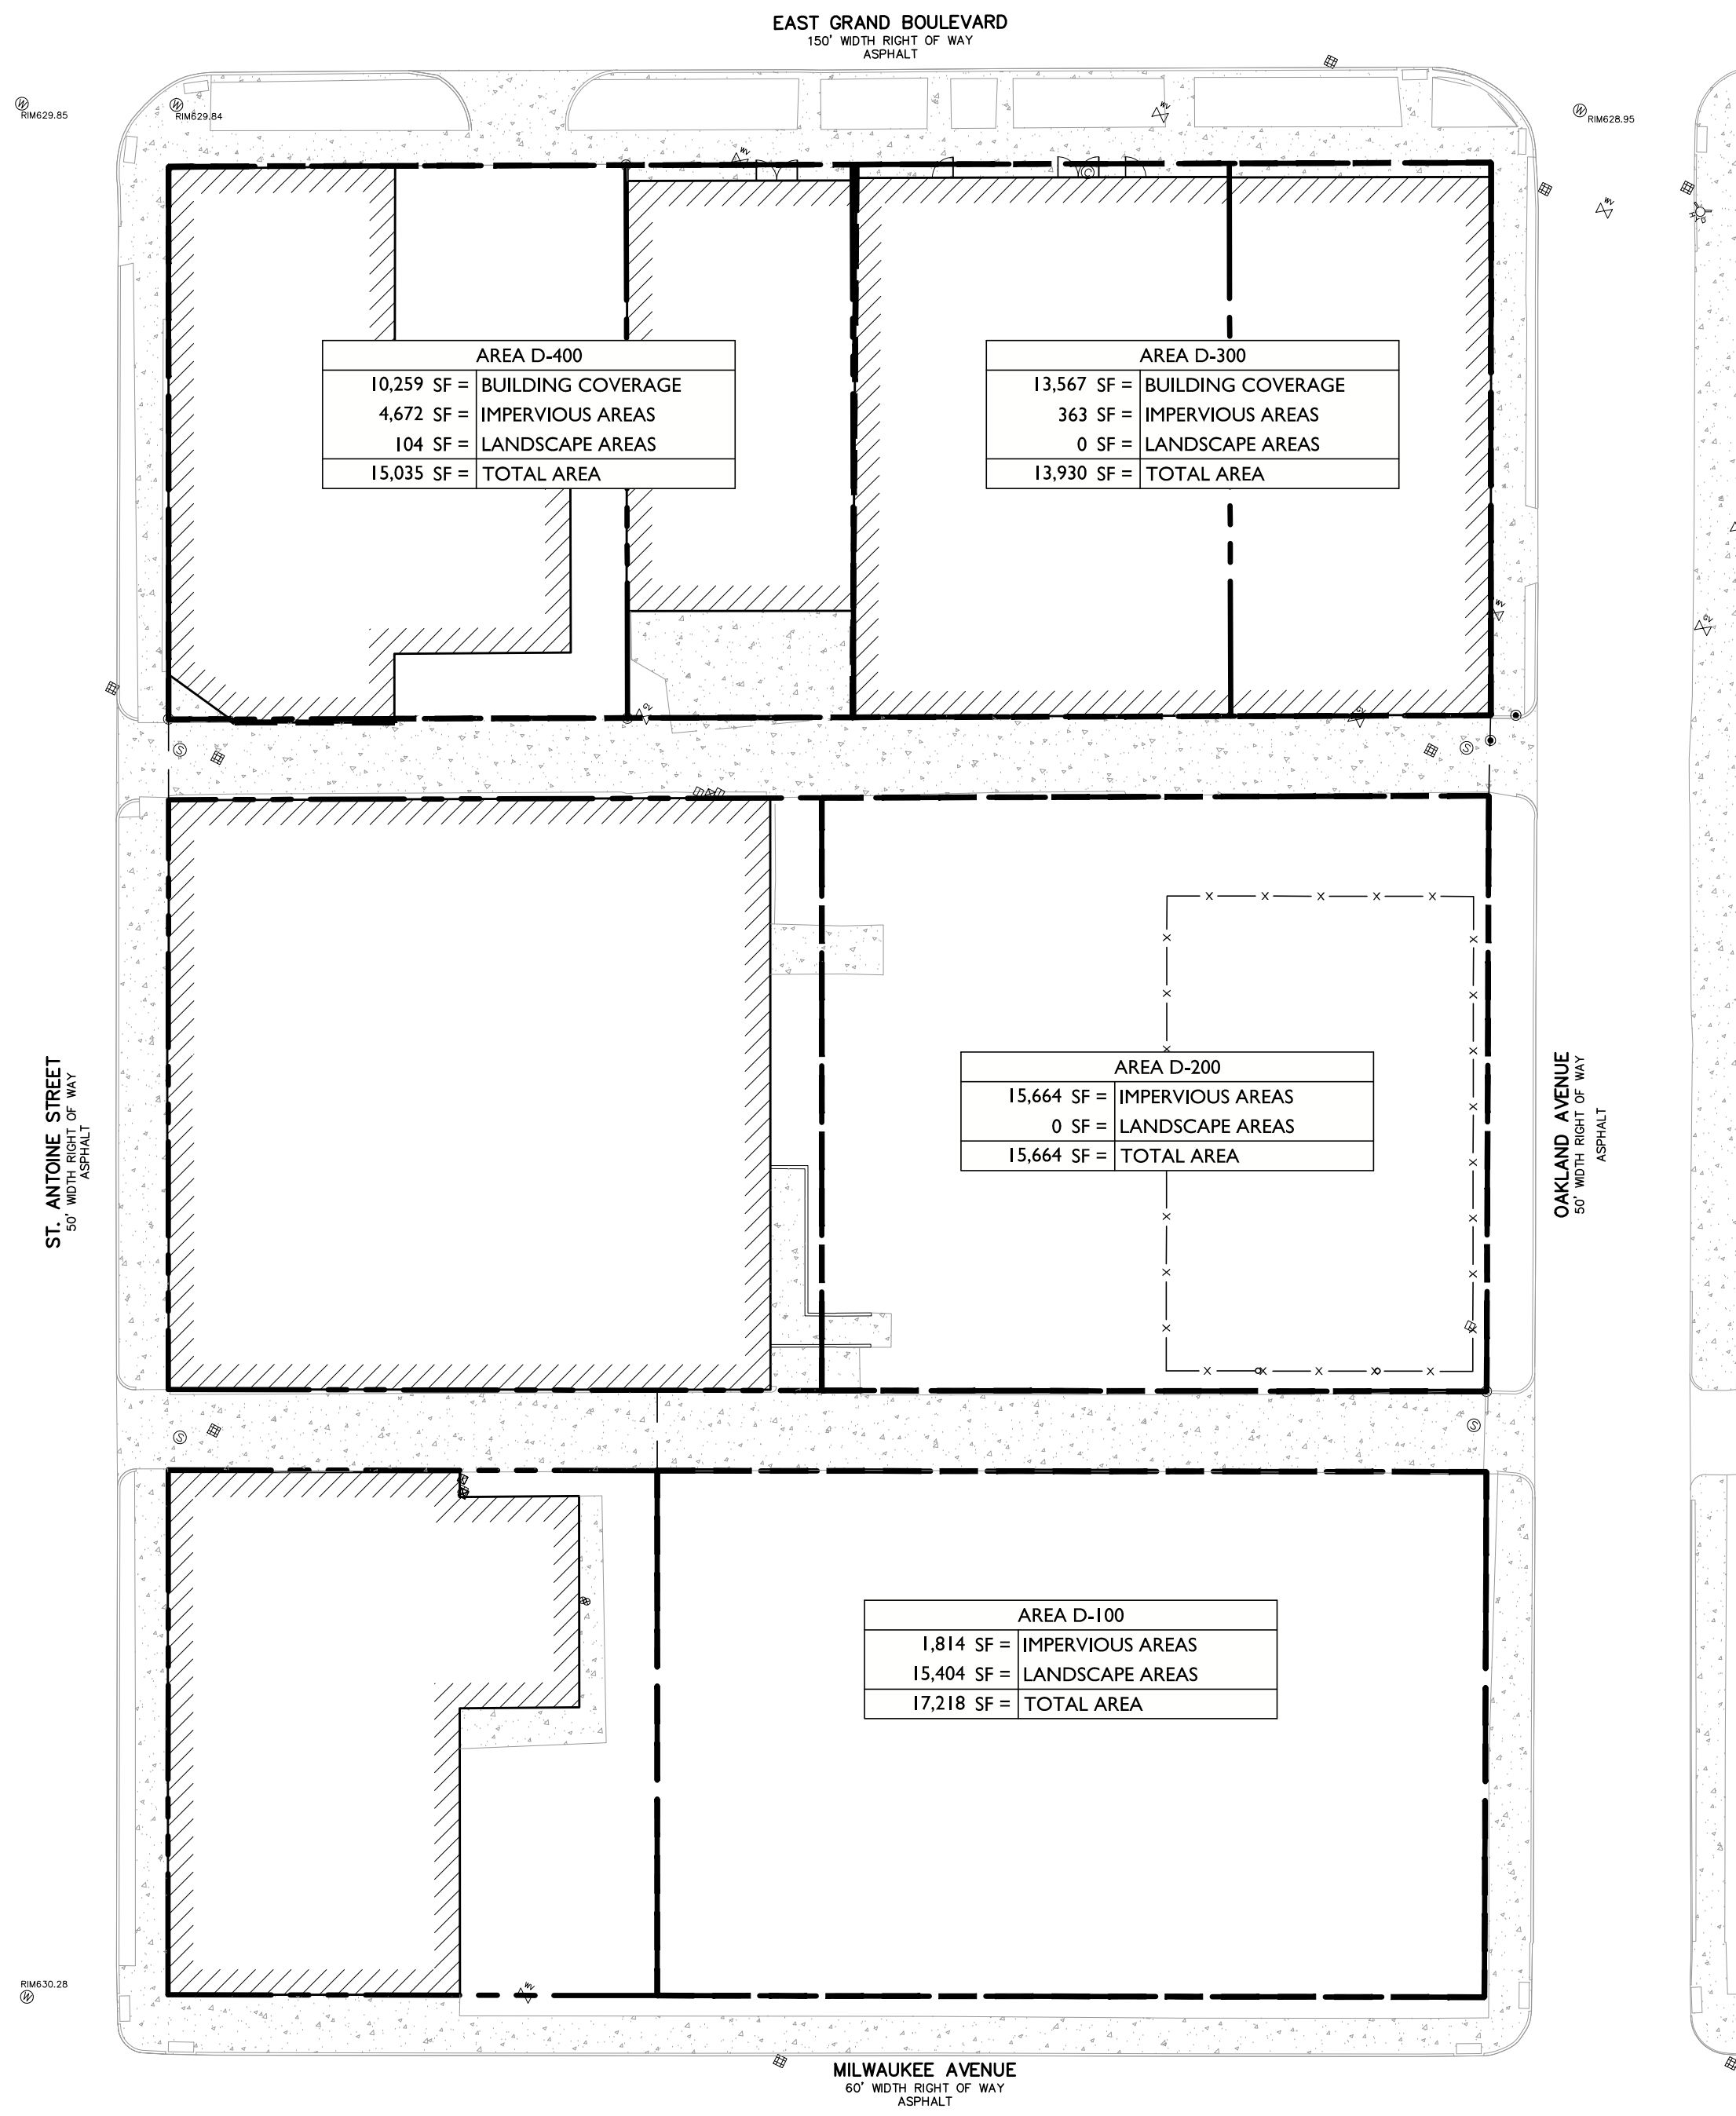 EAST GRAND BOULEVARD
150' WIDTH RIGHT OF WAY
ASPHALT
W
RIM629.85
W
RIM629.84
W
RIM628.95
WV
WV
WV
AREA D-400
10,259 SF = BUILDING COVERAGE
4,672 SF = IMPERVIOUS AREAS
104 SF = LANDSCAPE AREAS
15,035 SF = TOTAL AREA
AREA D-300
13,567 SF = BUILDING COVERAGE
363 SF = IMPERVIOUS AREAS
0 SF = LANDSCAPE AREAS
13,930 SF = TOTAL AREA
WV
S
S
ST. ANTOINE STREET
50' WIDTH RIGHT OF WAY
ASPHALT
AREA D-200
15,664 SF = IMPERVIOUS AREAS
0 SF = LANDSCAPE AREAS
15,664 SF = TOTAL AREA
OAKLAND AVENUE
50' WIDTH RIGHT OF WAY
ASPHALT
S
S
AREA D-100
1,814 SF = IMPERVIOUS AREAS
15,404 SF = LANDSCAPE AREAS
17,218 SF = TOTAL AREA
RIM630.28
W
WV
MILWAUKEE AVENUE
60' WIDTH RIGHT OF WAY
ASPHALT